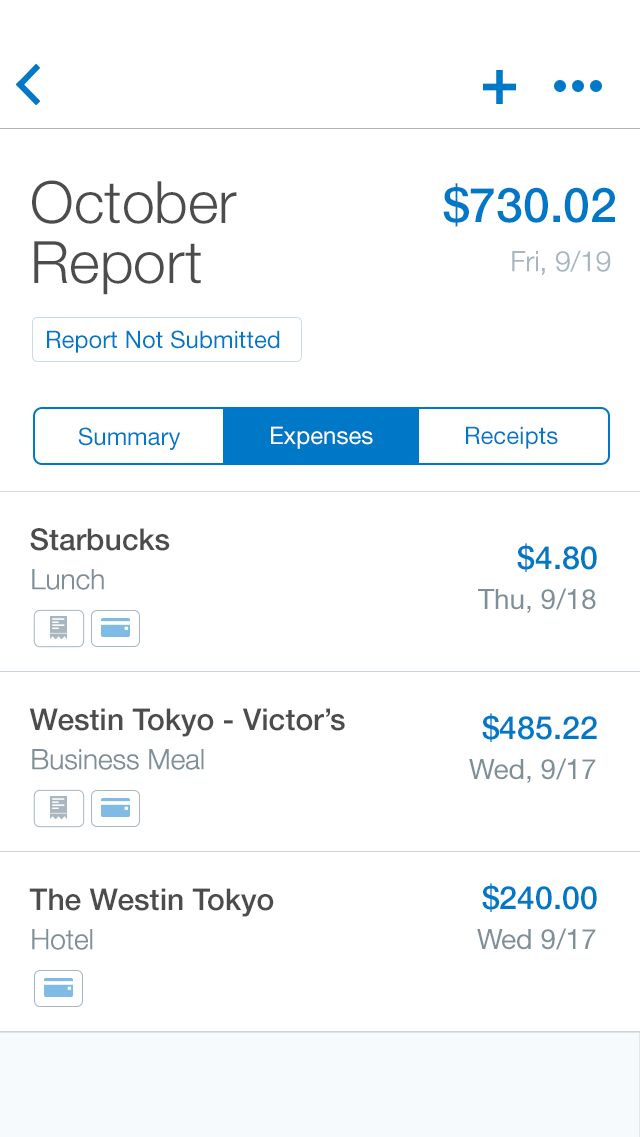 October
Report
$730.02
Fri, 9/19
Report Not Submitted
Summary
Expenses
Receipts
Starbucks
$4.80
Lunch
Thu, 9/18
Westin Tokyo - Victor’s
$485.22
Business Meal
Wed, 9/17
The Westin Tokyo
$240.00
Hotel
Wed 9/17